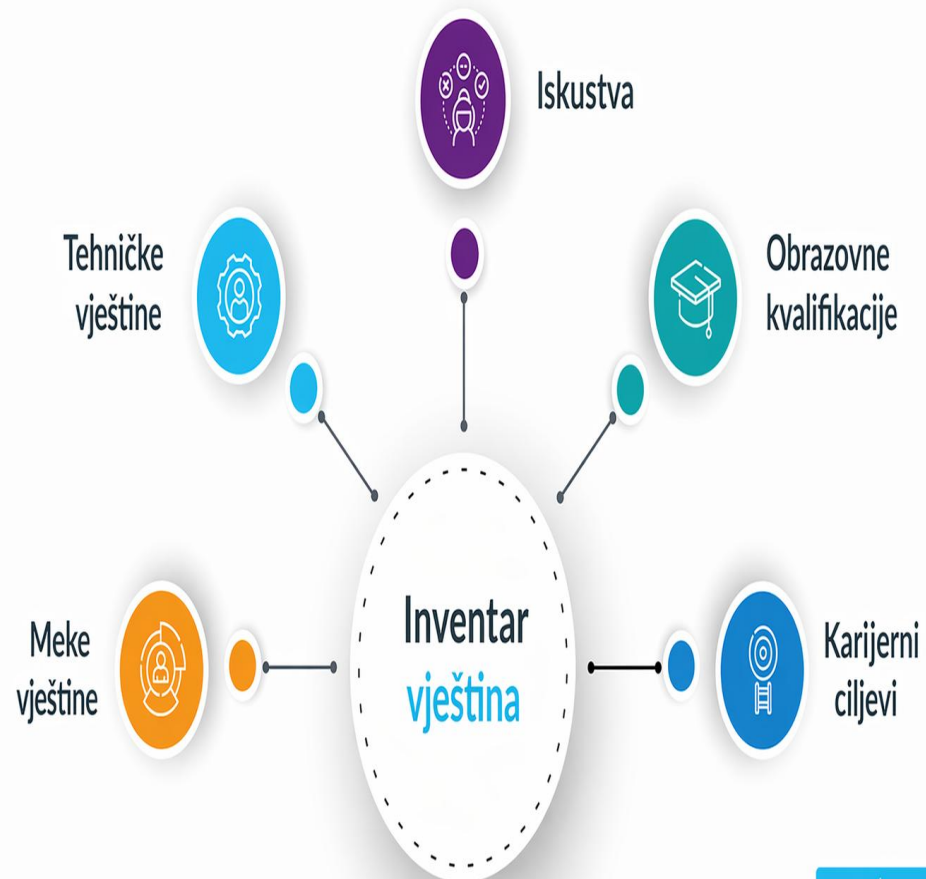 Iskustva
Tehničke
vještine
Obrazovne
kvalifikacije
Meke
vještine
Inventar
vještina
Karijerni
ciljevi